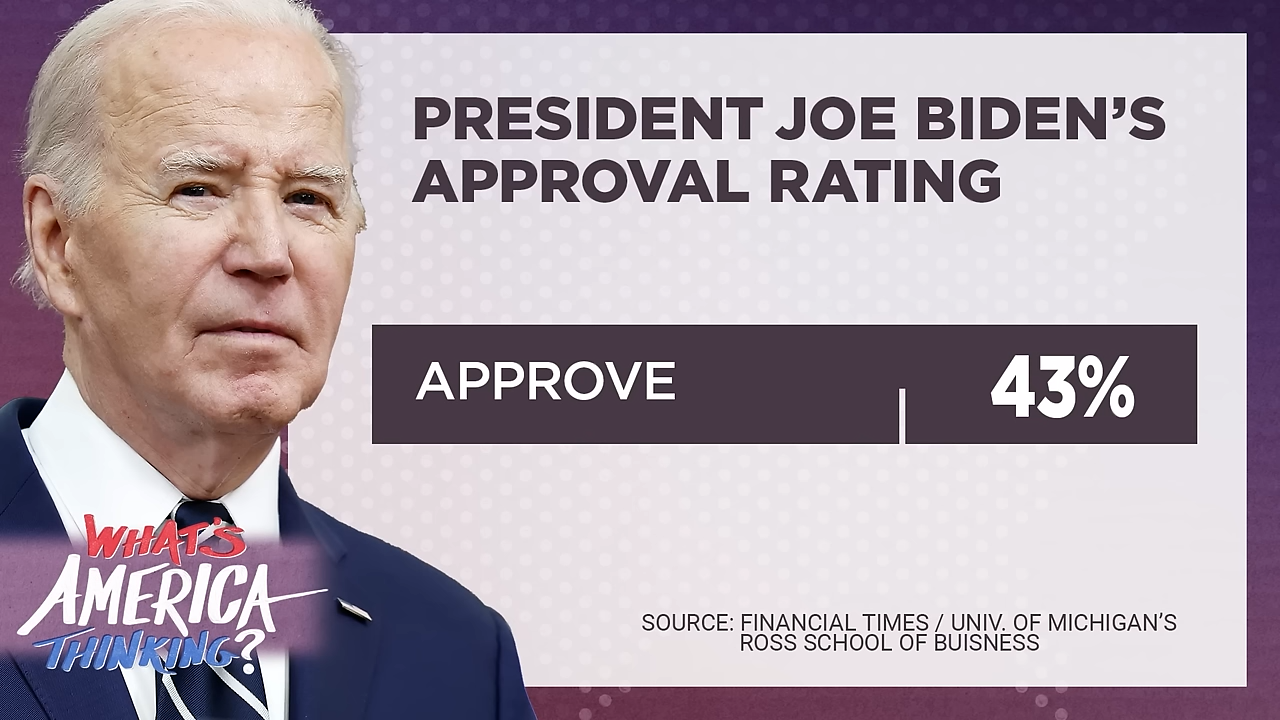 PRESIDENT JOE BIDEN’S
APPROVAL RATING
APPROVE 43%
SOURCE: FINANCIAL TIMES / UNIV. OF MICHIGAN’S
ROSS SCHOOL OF BUISNESS
WHAT'S
AMERICA
THINKING?